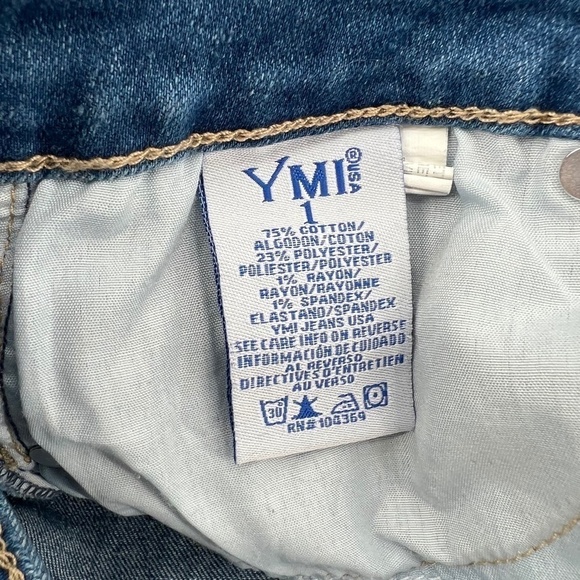 YMI ®USA
1
75% COTTON/
ALGODON/COTON
23% POLYESTER/
POLIESTER/POLYESTER
1% RAYON/
RAYON/RAYONNE
1% SPANDEX/
ELASTANO/SPANDEX
YMI JEANS USA
SEE CARE INFO ON REVERSE
INFORMACIÓN DE CUIDADO
AL REVERSO
DIRECTIVES D'ENTRETIEN
AU VERSO
30°
RN# 104369